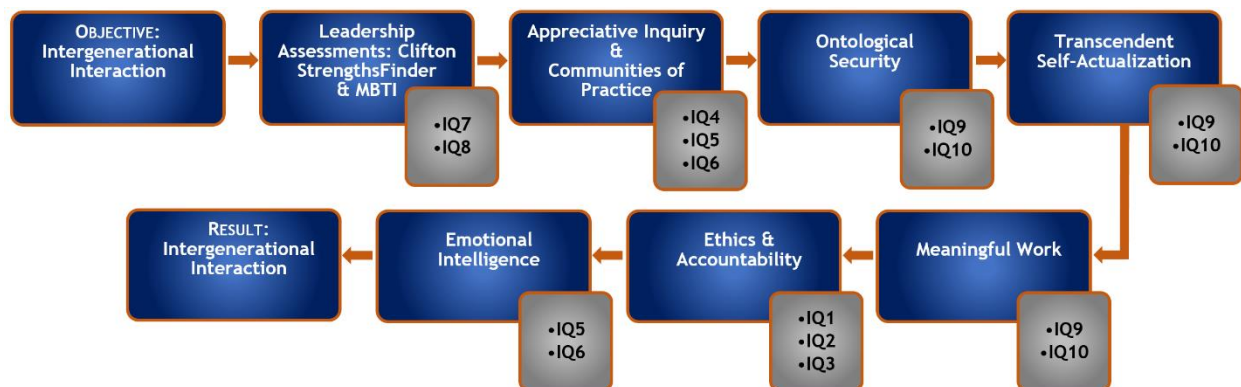 OBJECTIVE:
Intergenerational
Interaction
Leadership
Assessments: Clifton
StrengthsFinder
& MBTI
•IQ7
•IQ8
Appreciative Inquiry
&
Communities of
Practice
•IQ4
•IQ5
•IQ6
Ontological
Security
•IQ9
•IQ10
Transcendent
Self-Actualization
•IQ9
•IQ10
Meaningful Work
•IQ9
•IQ10
Ethics &
Accountability
•IQ1
•IQ2
•IQ3
Emotional
Intelligence
•IQ5
•IQ6
RESULT:
Intergenerational
Interaction